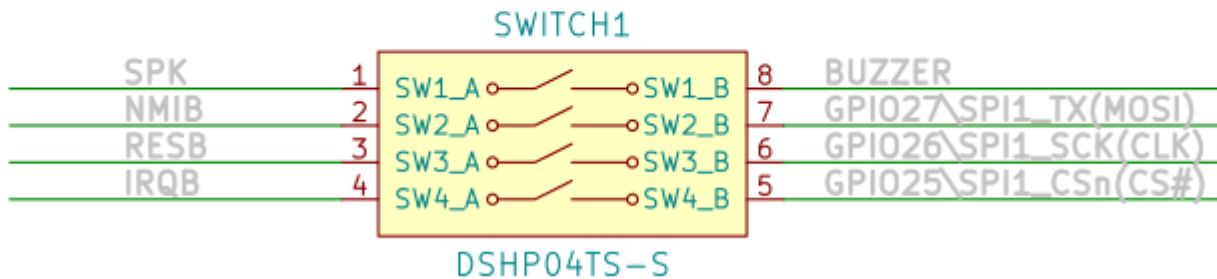 SWITCH1
SPK 1 SW1_A SW1_B 8 BUZZER
NMIB 2 SW2_A SW2_B 7 GPIO27\SPI1_TX(MOSI)
RESB 3 SW3_A SW3_B 6 GPIO26\SPI1_SCK(CLK)
IRQB 4 SW4_A SW4_B 5 GPIO25\SPI1_CSn(CS#)
DSHP04TS-S